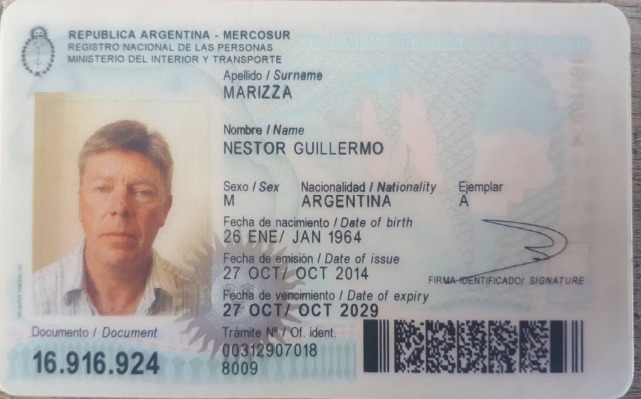 REPUBLICA ARGENTINA - MERCOSUR
REGISTRO NACIONAL DE LAS PERSONAS
MINISTERIO DEL INTERIOR Y TRANSPORTE
Apellido / Surname
MARIZZA
Nombre / Name
NESTOR GUILLERMO
Sexo / Sex Nacionalidad / Nationality Ejemplar
M ARGENTINA A
Fecha de nacimiento / Date of birth
26 ENE/ JAN 1964
Fecha de emisión / Date of issue
27 OCT/ OCT 2014
FIRMA IDENTIFICADO/ SIGNATURE
Fecha de vencimiento / Date of expiry
27 OCT/ OCT 2029
Documento / Document
16.916.924
Trámite Nº / Of. ident.
00312907018
8009